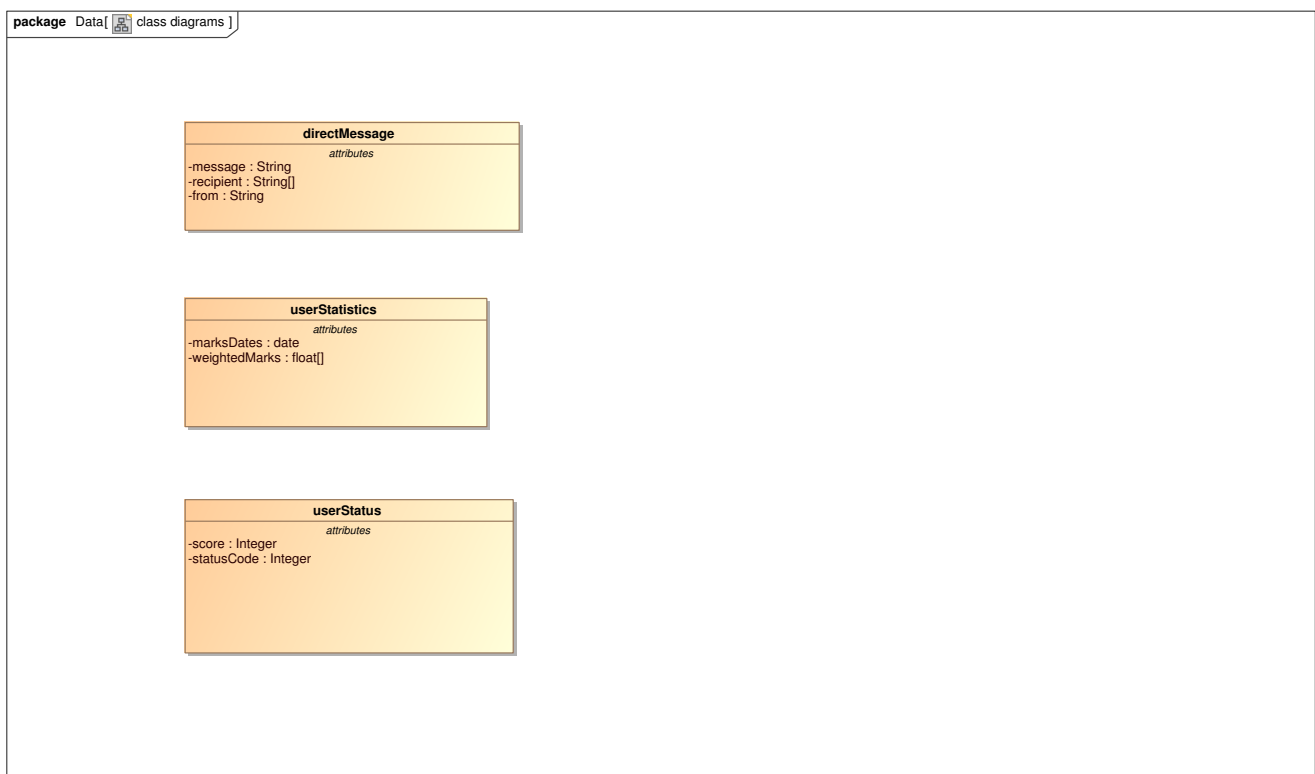 package Data[ class diagrams ]
directMessage
attributes
-message : String
-recipient : String[]
-from : String
userStatistics
attributes
-marksDates : date
-weightedMarks : float[]
userStatus
attributes
-score : Integer
-statusCode : Integer